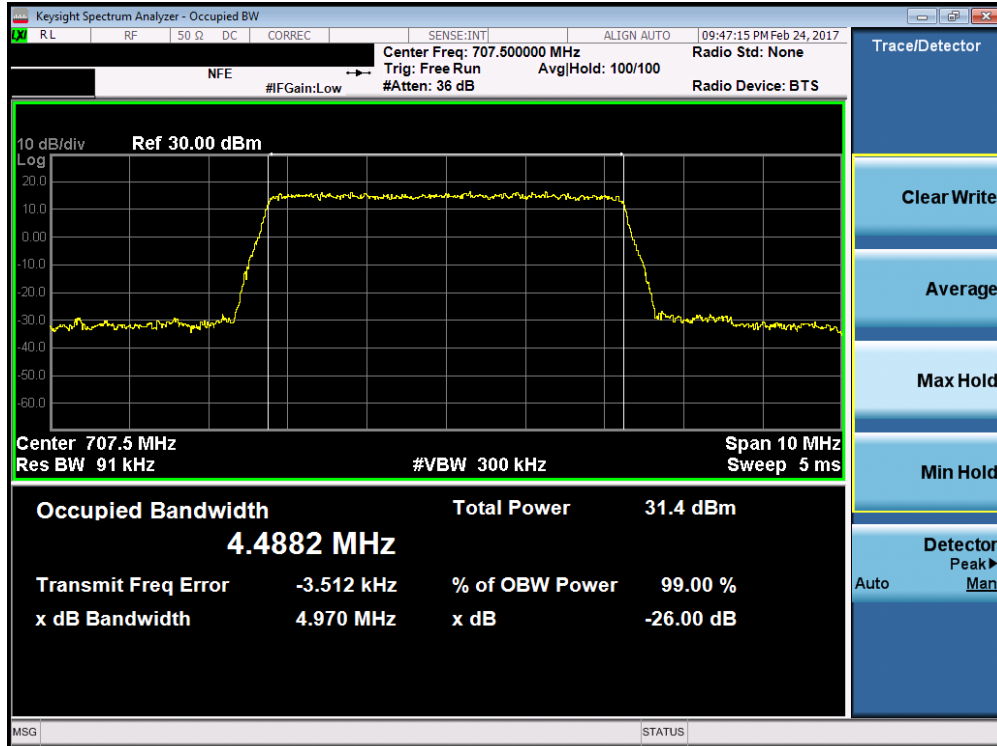 Keysight Spectrum Analyzer - Occupied BW
LXI RL RF 50 Ω DC CORREC SENSE:INT ALIGN AUTO 09:47:15 PM Feb 24, 2017
Center Freq: 707.500000 MHz Radio Std: None
NFE Trig: Free Run Avg|Hold: 100/100
#IFGain:Low #Atten: 36 dB Radio Device: BTS
10 dB/div Ref 30.00 dBm
Log
20.0
10.0
0.00
-10.0
-20.0
-30.0
-40.0
-50.0
-60.0
Center 707.5 MHz Span 10 MHz
Res BW 91 kHz #VBW 300 kHz Sweep 5 ms
Occupied Bandwidth Total Power 31.4 dBm
4.4882 MHz
Transmit Freq Error -3.512 kHz % of OBW Power 99.00 %
x dB Bandwidth 4.970 MHz x dB -26.00 dB
MSG STATUS
Trace/Detector
Clear Write
Average
Max Hold
Min Hold
Detector
Peak▶
Auto Man